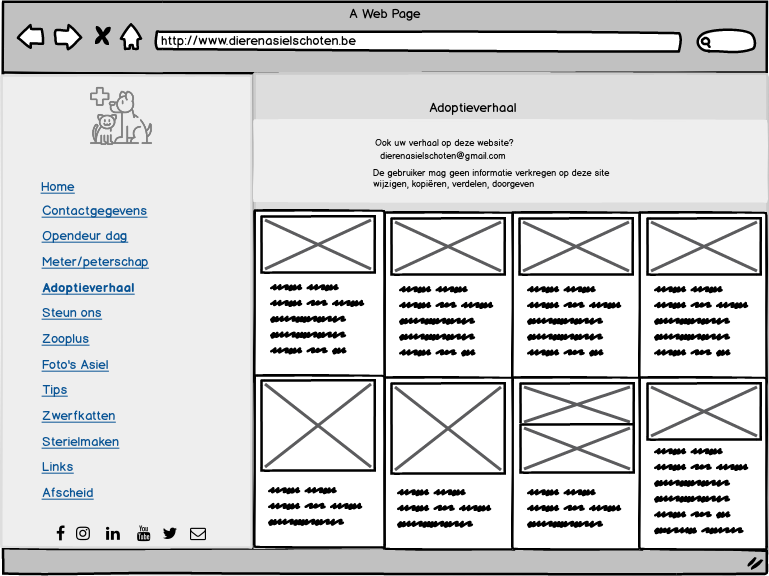 A Web Page
http://www.dierenasielschoten.be
Adoptieverhaal
Ook uw verhaal op deze website?
dierenasielschoten@gmail.com
De gebruiker mag geen informatie verkregen op deze site
wijzigen, kopiëren, verdelen, doorgeven
Home
Contactgegevens
Opendeur dag
Meter/peterschap
Adoptieverhaal
Steun ons
Zooplus
Foto's Asiel
Tips
Zwerfkatten
Sterielmaken
Links
Afscheid
You
Tube